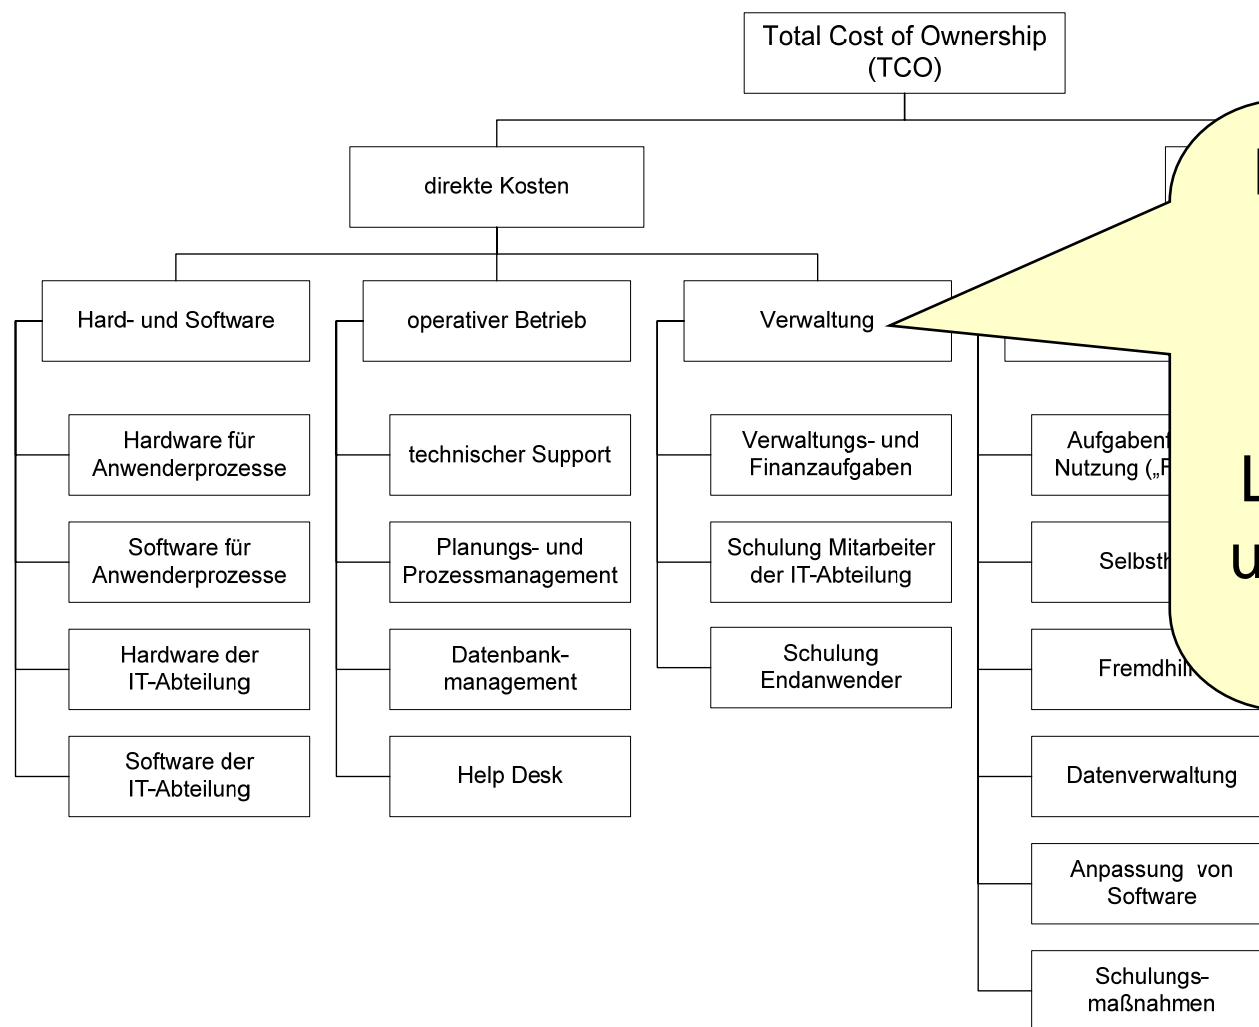 Total Cost of Ownership
(TCO)
direkte Kosten
Hard- und Software
operativer Betrieb
Verwaltung
Hardware für
Anwenderprozesse
Software für
Anwenderprozesse
Hardware der
IT-Abteilung
Software der
IT-Abteilung
technischer Support
Planungs- und
Prozessmanagement
Datenbank-
management
Help Desk
Verwaltungs- und
Finanzaufgaben
Schulung Mitarbeiter
der IT-Abteilung
Schulung
Endanwender
Nutzung
Datenverwaltung
Anpassung von
Software
Schulungs-
maßnahmen